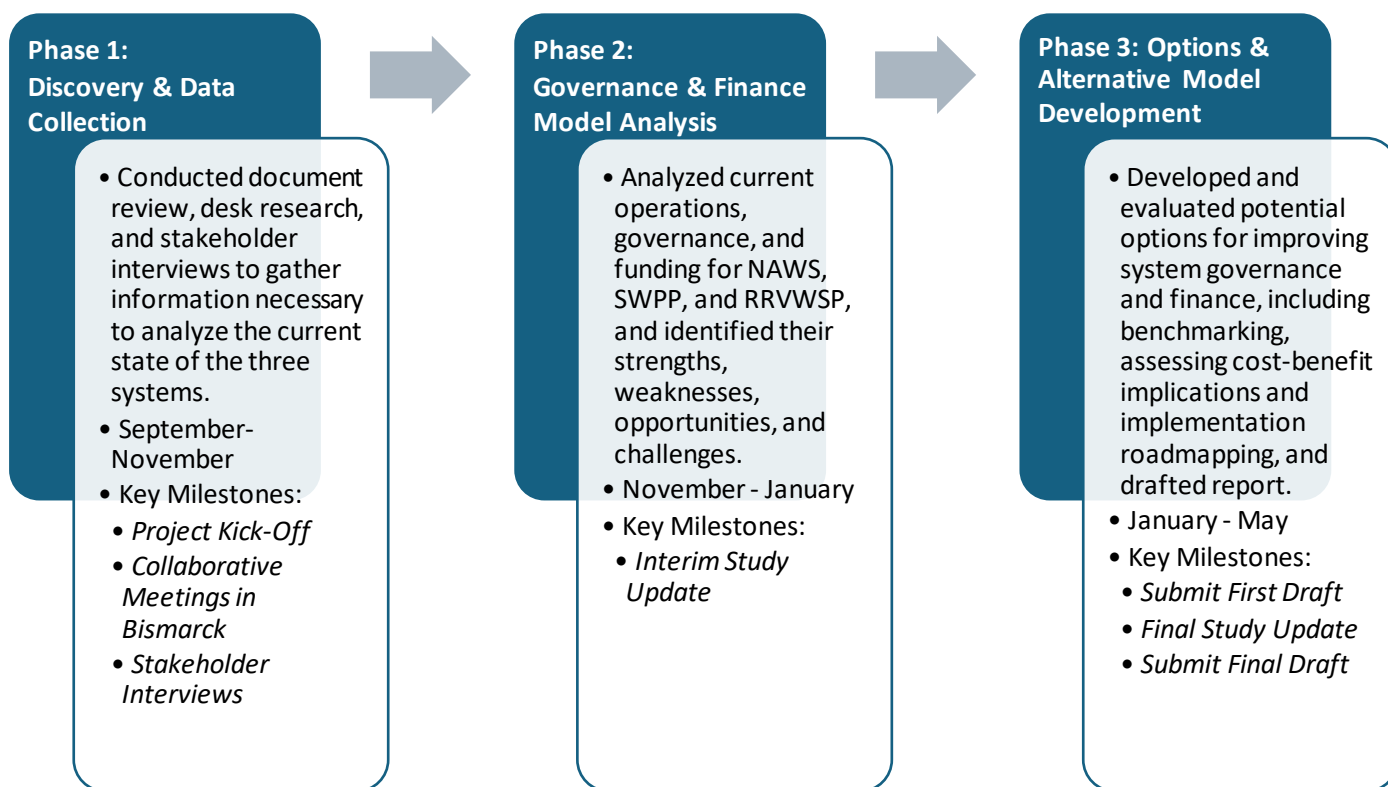 Phase 1:
Discovery & Data
Collection
• Conducted document
review, desk research,
and stakeholder
interviews to gather
information necessary
to analyze the current
state of the three
systems.
• September-
November
• Key Milestones:
• Project Kick-Off
• Collaborative
Meetings in
Bismarck
• Stakeholder
Interviews
Phase 2:
Governance & Finance
Model Analysis
• Analyzed current
operations,
governance, and
funding for NAWS,
SWPP, and RRVWSP,
and identified their
strengths,
weaknesses,
opportunities, and
challenges.
• November - January
• Key Milestones:
• Interim Study
Update
Phase 3: Options &
Alternative Model
Development
• Developed and
evaluated potential
options for improving
system governance
and finance, including
benchmarking,
assessing cost-benefit
implications and
implementation
roadmapping, and
drafted report.
• January - May
• Key Milestones:
• Submit First Draft
• Final Study Update
• Submit Final Draft